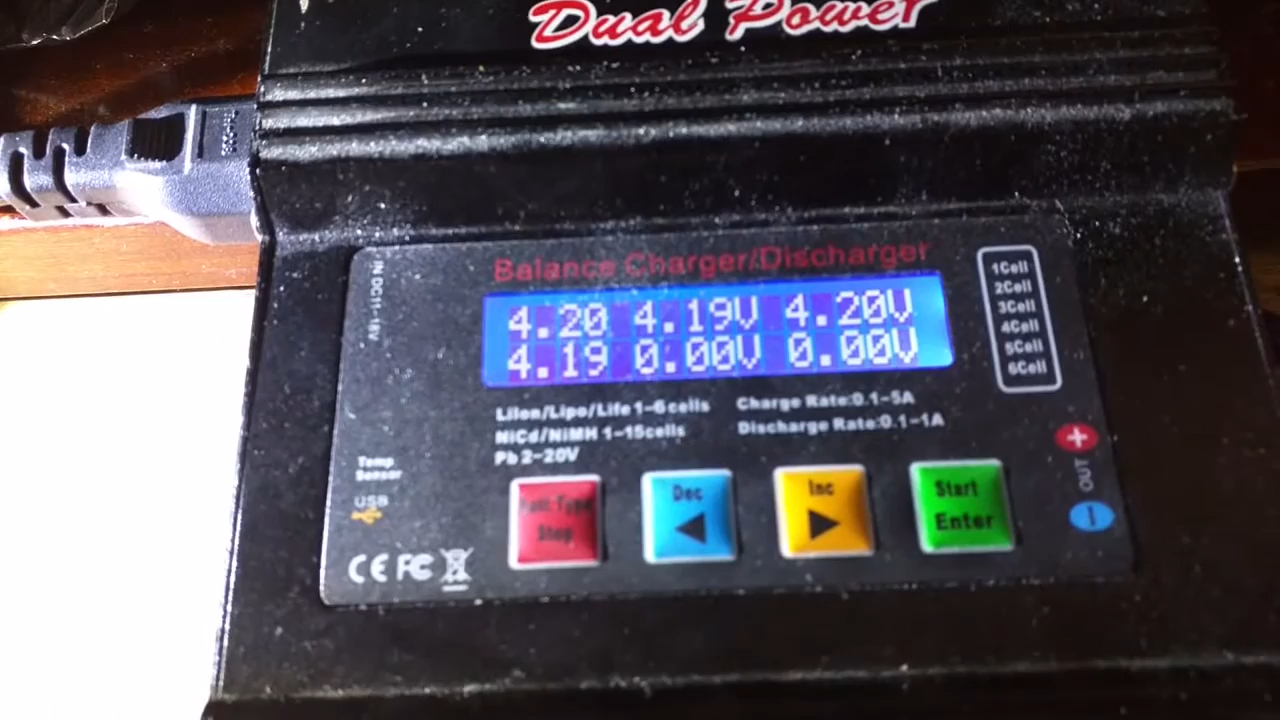 Dual Power
Balance Charger/Discharger
IN DC11-18V
4.20 4.19V 4.20V
4.19 0.00V 0.00V
1Cell
2Cell
3Cell
4Cell
5Cell
6Cell
LiIon/Lipo/Life 1-6cells
NiCd/NiMH 1-15cells
Pb 2-20V
Charge Rate:0.1-5A
Discharge Rate:0.1-1A
Temp
Sensor
USB
Type
Stop
Dec
Inc
Start
Enter
+
OUT
-
CE FC